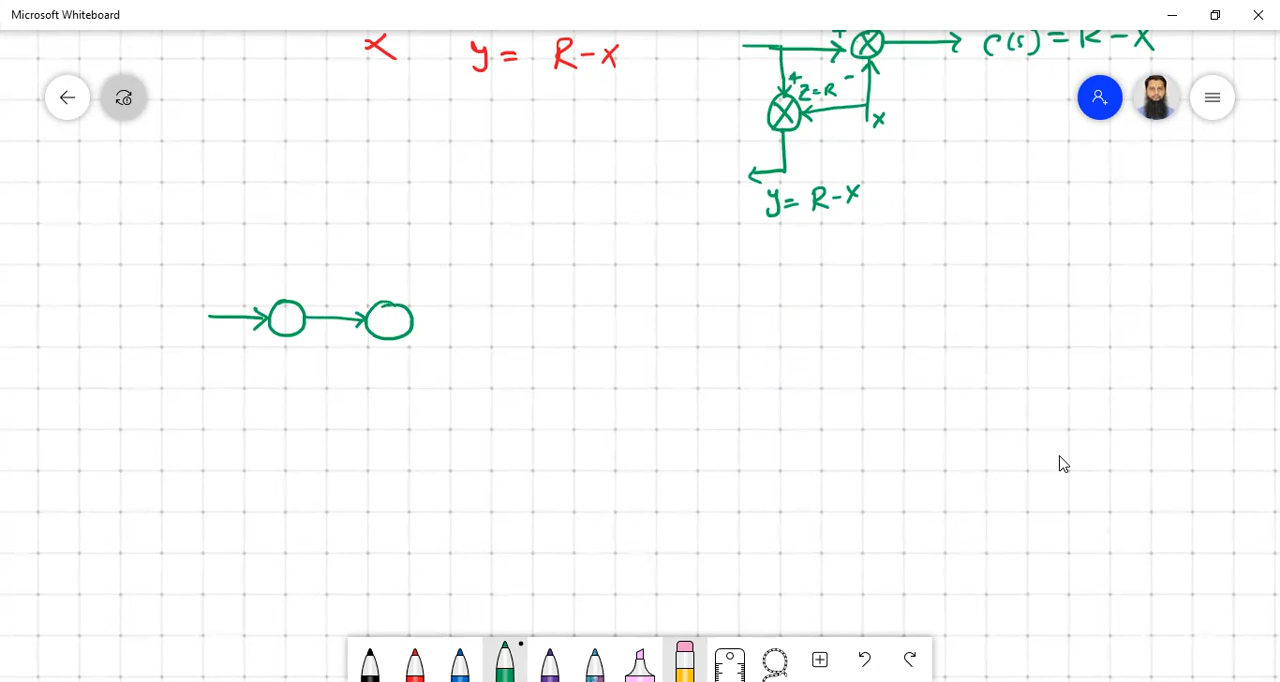 Microsoft Whiteboard
y = R-x
C(s) = R-X
+
-
+
Z=R
x
y = R-x